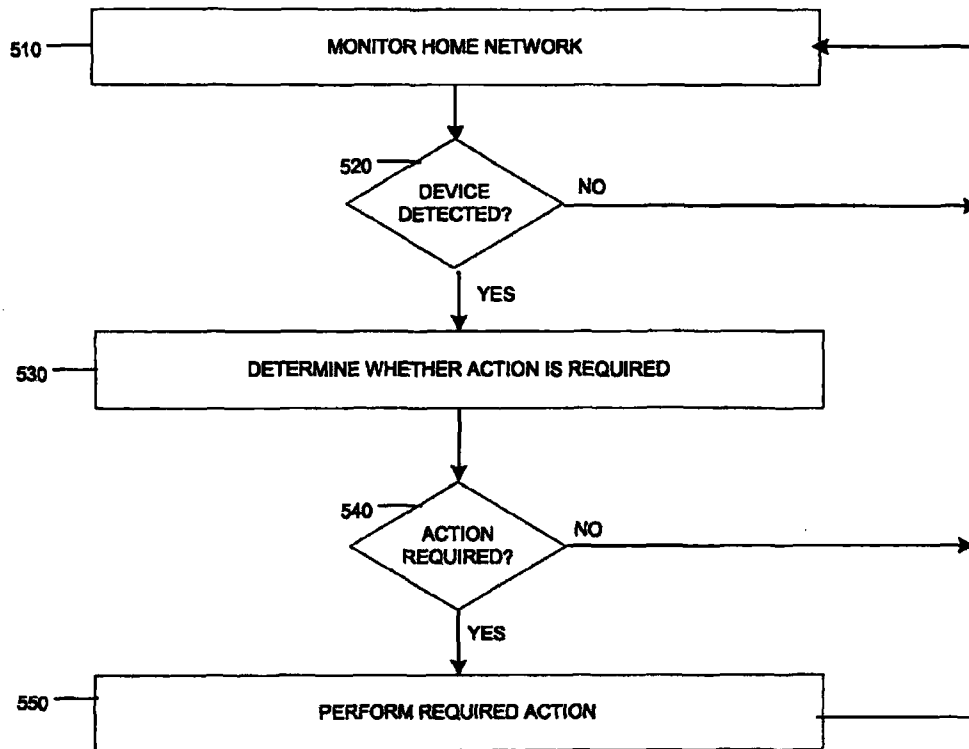 510
MONITOR HOME NETWORK
520
DEVICE
DETECTED?
NO
YES
530
DETERMINE WHETHER ACTION IS REQUIRED
540
ACTION
REQUIRED?
NO
YES
550
PERFORM REQUIRED ACTION